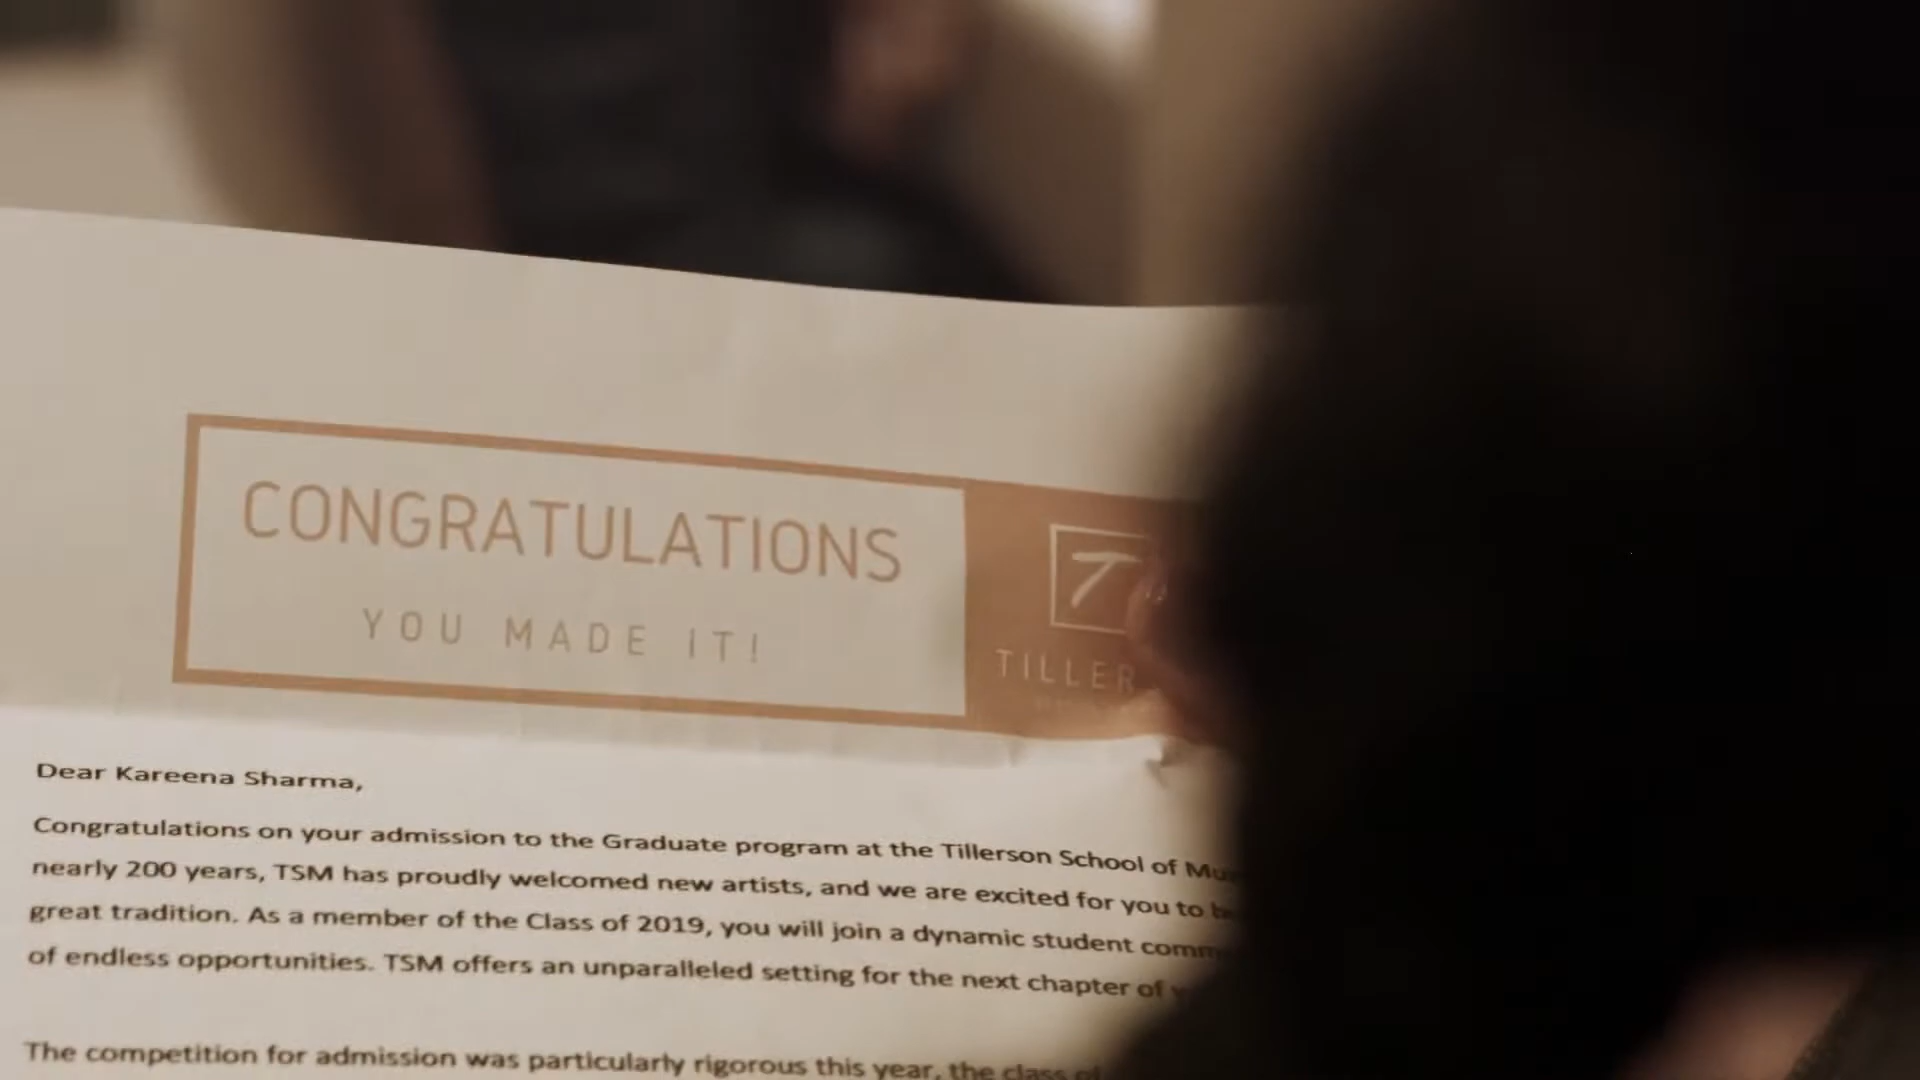 CONGRATULATIONS
YOU MADE IT!
T
TILLER
Dear Kareena Sharma,
Congratulations on your admission to the Graduate program at the Tillerson School of Mu
nearly 200 years, TSM has proudly welcomed new artists, and we are excited for you to b
great tradition. As a member of the Class of 2019, you will join a dynamic student comm
of endless opportunities. TSM offers an unparalleled setting for the next chapter of
The competition for admission was particularly rigorous this year, the class of